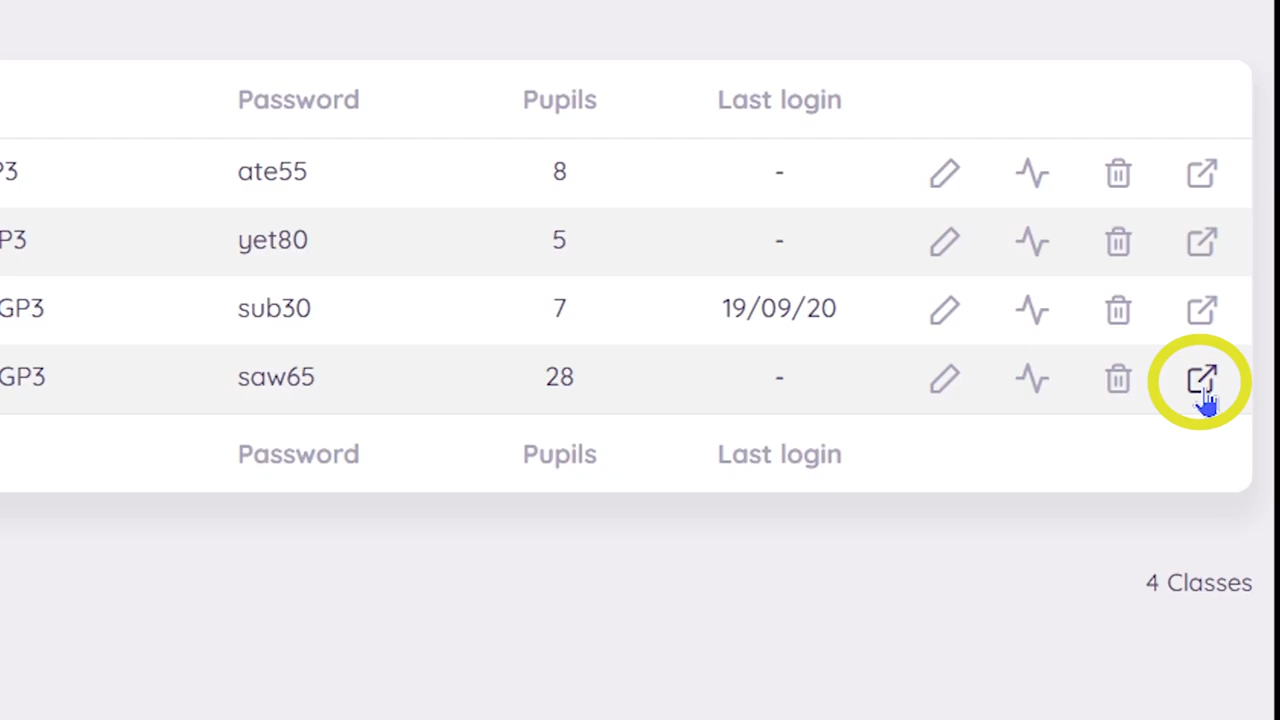 Password Pupils Last login
P3 ate55 8 -
P3 yet80 5 -
GP3 sub30 7 19/09/20
GP3 saw65 28 -
Password Pupils Last login
4 Classes